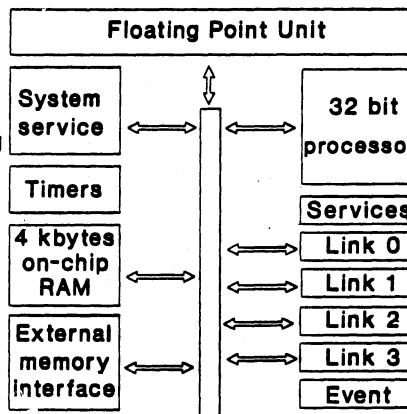 Floating Point Unit
System
service
32 bit
processo
Timers
Services
4 kbytes
on-chip
RAM
Link 0
Link 1
Link 2
External
memory
interface
Link 3
Event